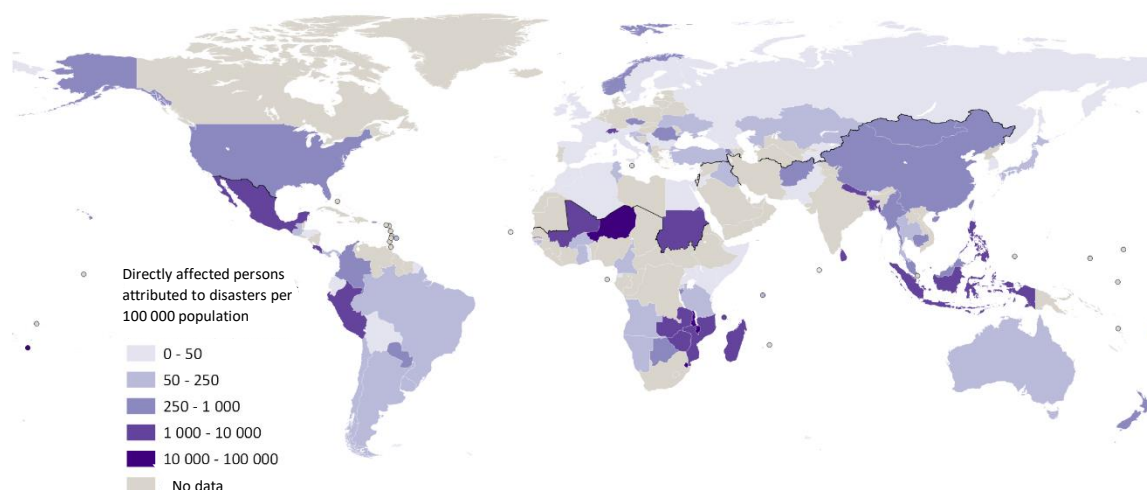 Directly affected persons
attributed to disasters per
100 000 population
0 - 50
50 - 250
250 - 1 000
1 000 - 10 000
10 000 - 100 000
No data